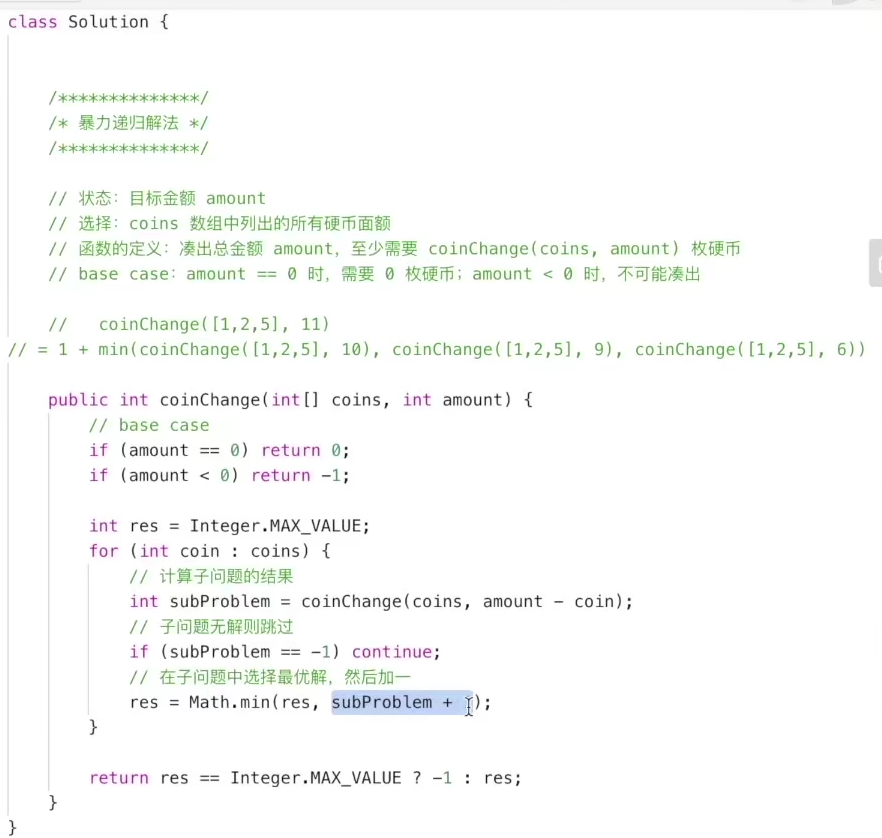 class Solution {
/**************/
/* 暴力递归解法 */
/**************/
// 状态：目标金额 amount
// 选择：coins 数组中列出的所有硬币面额
// 函数的定义：凑出总金额 amount，至少需要 coinChange(coins, amount) 枚硬币
// base case：amount == 0 时，需要 0 枚硬币；amount < 0 时，不可能凑出
// coinChange([1,2,5], 11)
// = 1 + min(coinChange([1,2,5], 10), coinChange([1,2,5], 9), coinChange([1,2,5], 6))
public int coinChange(int[] coins, int amount) {
// base case
if (amount == 0) return 0;
if (amount < 0) return -1;
int res = Integer.MAX_VALUE;
for (int coin : coins) {
// 计算子问题的结果
int subProblem = coinChange(coins, amount - coin);
// 子问题无解则跳过
if (subProblem == -1) continue;
// 在子问题中选择最优解，然后加一
res = Math.min(res, subProblem + );
}
return res == Integer.MAX_VALUE ? -1 : res;
}
}